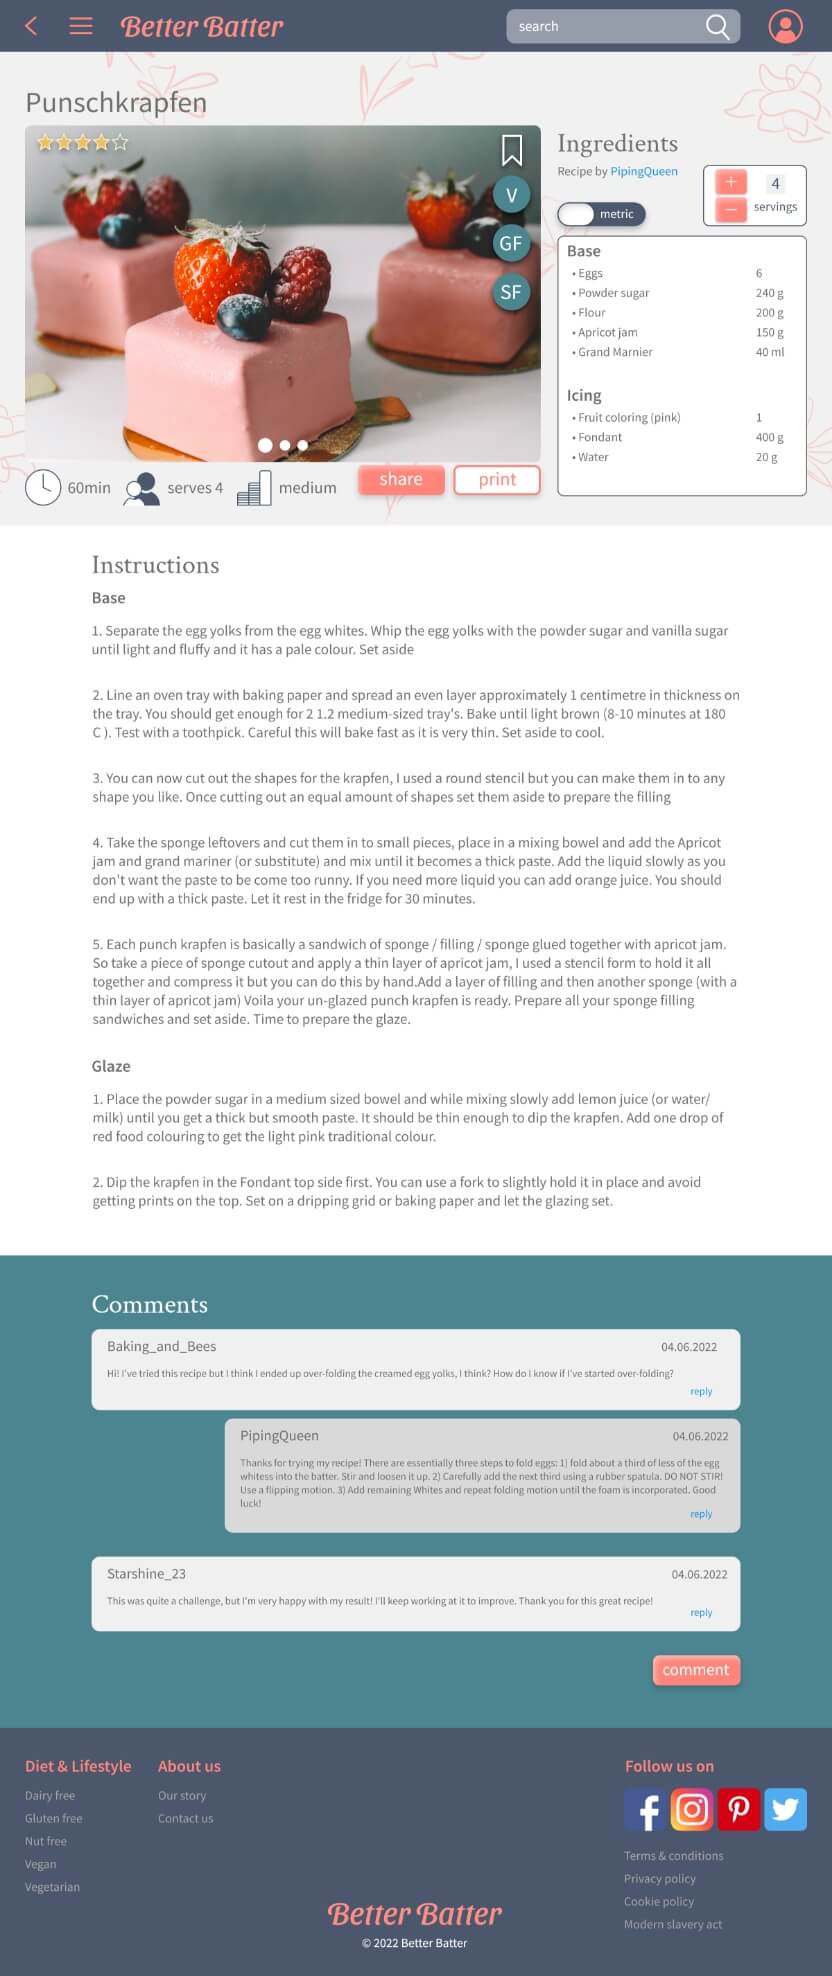 Better Batter
search
Punschkrapfen
V
GF
SF
60min
serves 4
medium
share
print
Ingredients
Recipe by PipingQueen
metric
+
4
−
servings
Base
• Eggs 6
• Powder sugar 240 g
• Flour 200 g
• Apricot jam 150 g
• Grand Marnier 40 ml
Icing
• Fruit coloring (pink) 1
• Fondant 400 g
• Water 20 g
Instructions
Base
1. Separate the egg yolks from the egg whites. Whip the egg yolks with the powder sugar and vanilla sugar
until light and fluffy and it has a pale colour. Set aside
2. Line an oven tray with baking paper and spread an even layer approximately 1 centimetre in thickness on
the tray. You should get enough for 2 1.2 medium-sized tray's. Bake until light brown (8-10 minutes at 180
C ). Test with a toothpick. Careful this will bake fast as it is very thin. Set aside to cool.
3. You can now cut out the shapes for the krapfen, I used a round stencil but you can make them in to any
shape you like. Once cutting out an equal amount of shapes set them aside to prepare the filling
4. Take the sponge leftovers and cut them in to small pieces, place in a mixing bowel and add the Apricot
jam and grand mariner (or substitute) and mix until it becomes a thick paste. Add the liquid slowly as you
don't want the paste to be come too runny. If you need more liquid you can add orange juice. You should
end up with a thick paste. Let it rest in the fridge for 30 minutes.
5. Each punch krapfen is basically a sandwich of sponge / filling / sponge glued together with apricot jam.
So take a piece of sponge cutout and apply a thin layer of apricot jam, I used a stencil form to hold it all
together and compress it but you can do this by hand.Add a layer of filling and then another sponge (with a
thin layer of apricot jam) Voila your un-glazed punch krapfen is ready. Prepare all your sponge filling
sandwiches and set aside. Time to prepare the glaze.
Glaze
1. Place the powder sugar in a medium sized bowel and while mixing slowly add lemon juice (or water/
milk) until you get a thick but smooth paste. It should be thin enough to dip the krapfen. Add one drop of
red food colouring to get the light pink traditional colour.
2. Dip the krapfen in the Fondant top side first. You can use a fork to slightly hold it in place and avoid
getting prints on the top. Set on a dripping grid or baking paper and let the glazing set.
Comments
Baking_and_Bees 04.06.2022
Hi! I've tried this recipe but I think I ended up over-folding the creamed egg yolks, I think? How do I know if I've started over-folding?
reply
PipingQueen 04.06.2022
Thanks for trying my recipe! There are essentially three steps to fold eggs: 1) fold about a third of less of the egg
whitess into the batter. Stir and loosen it up. 2) Carefully add the next third using a rubber spatula. DO NOT STIR!
Use a flipping motion. 3) Add remaining Whites and repeat folding motion until the foam is incorporated. Good
luck!
reply
Starshine_23 04.06.2022
This was quite a challenge, but I'm very happy with my result! I'll keep working at it to improve. Thank you for this great recipe!
reply
comment
Diet & Lifestyle
Dairy free
Gluten free
Nut free
Vegan
Vegetarian
About us
Our story
Contact us
Follow us on
Terms & conditions
Privacy policy
Cookie policy
Modern slavery act
Better Batter
© 2022 Better Batter